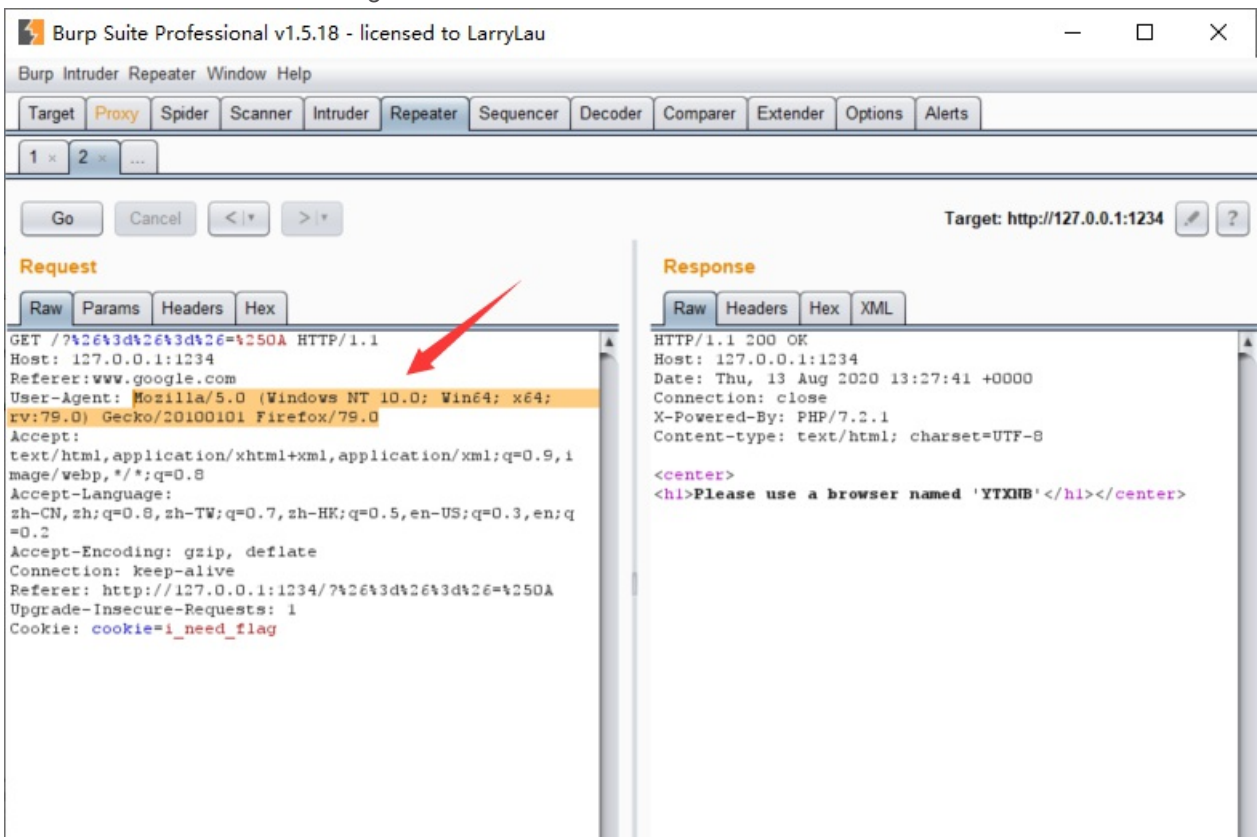 Burp Suite Professional v1.5.18 - licensed to LarryLau
Burp Intruder Repeater Window Help
Target Proxy Spider Scanner Intruder Repeater Sequencer Decoder Comparer Extender Options Alerts
1 × 2 × ...
Go Cancel < | ▼ > | ▼ Target: http://127.0.0.1:1234 ?
Request
Raw Params Headers Hex
GET /?%26%3d%26%3d%26=%250A HTTP/1.1
Host: 127.0.0.1:1234
Referer:www.google.com
User-Agent: Mozilla/5.0 (Windows NT 10.0; Win64; x64;
rv:79.0) Gecko/20100101 Firefox/79.0
Accept:
text/html,application/xhtml+xml,application/xml;q=0.9,i
mage/webp,*/*;q=0.8
Accept-Language:
zh-CN,zh;q=0.8,zh-TW;q=0.7,zh-HK;q=0.5,en-US;q=0.3,en;q
=0.2
Accept-Encoding: gzip, deflate
Connection: keep-alive
Referer: http://127.0.0.1:1234/?%26%3d%26%3d%26=%250A
Upgrade-Insecure-Requests: 1
Cookie: cookie=i_need_flag
Response
Raw Headers Hex XML
HTTP/1.1 200 OK
Host: 127.0.0.1:1234
Date: Thu, 13 Aug 2020 13:27:41 +0000
Connection: close
X-Powered-By: PHP/7.2.1
Content-type: text/html; charset=UTF-8
<center>
<h1>Please use a browser named 'YTXNB'</h1></center>